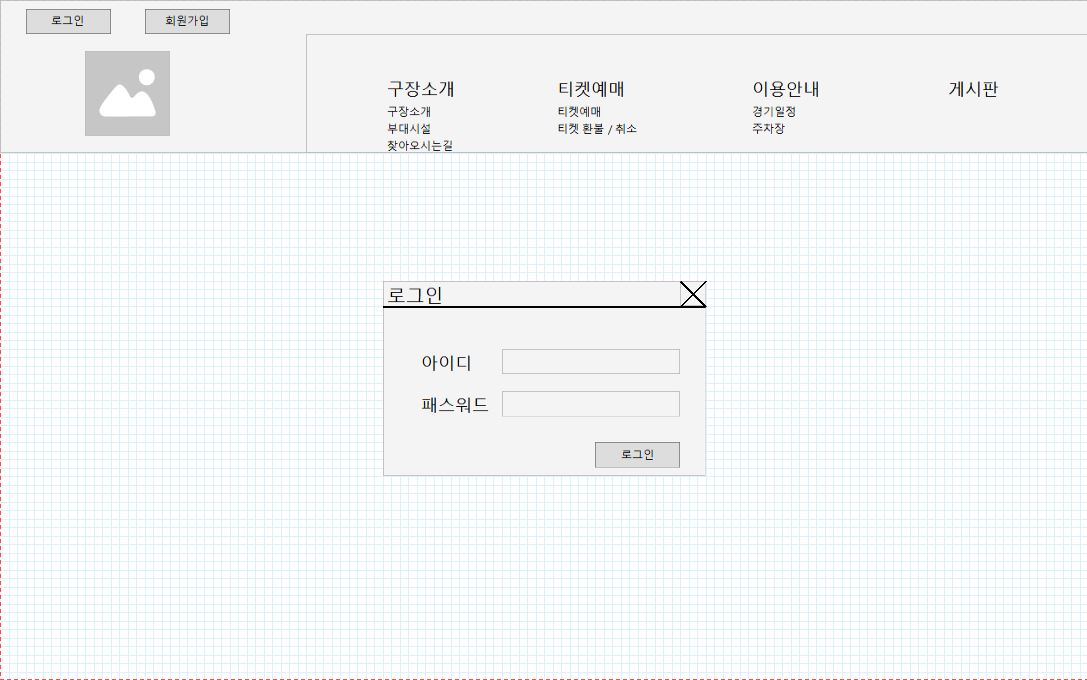 로그인
회원가입
구장소개
구장소개
부대시설
찾아오시는길
티켓예매
티켓예매
티켓 환불 / 취소
이용안내
경기일정
주차장
게시판
로그인
아이디
패스워드
로그인